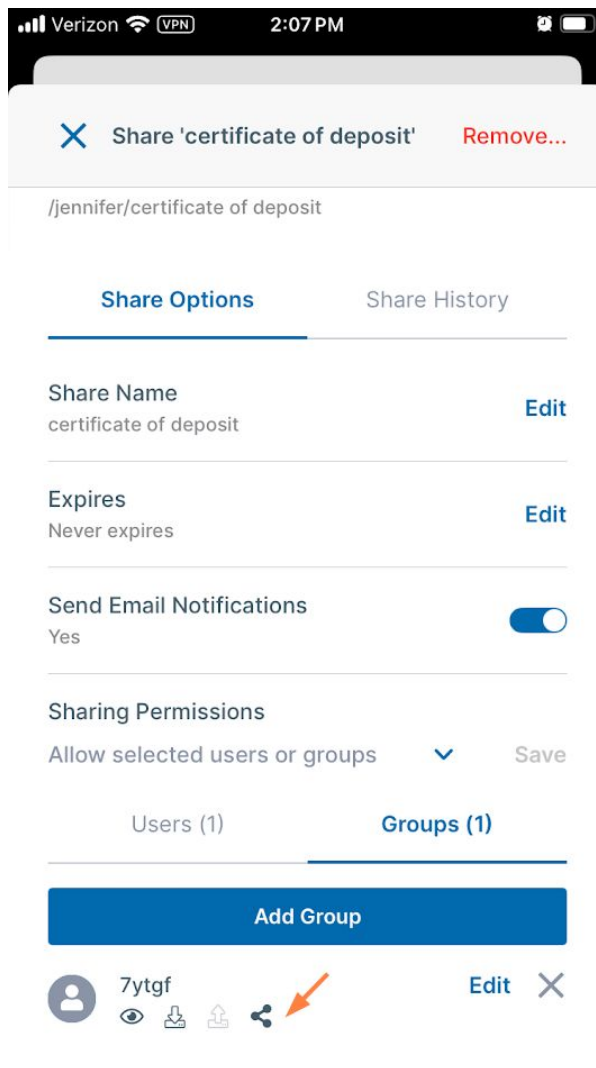 Verizon VPN 2:07 PM
Share 'certificate of deposit' Remove...
/jennifer/certificate of deposit
Share Options Share History
Share Name
certificate of deposit
Edit
Expires
Never expires
Edit
Send Email Notifications
Yes
Sharing Permissions
Allow selected users or groups Save
Users (1) Groups (1)
Add Group
7ytgf Edit